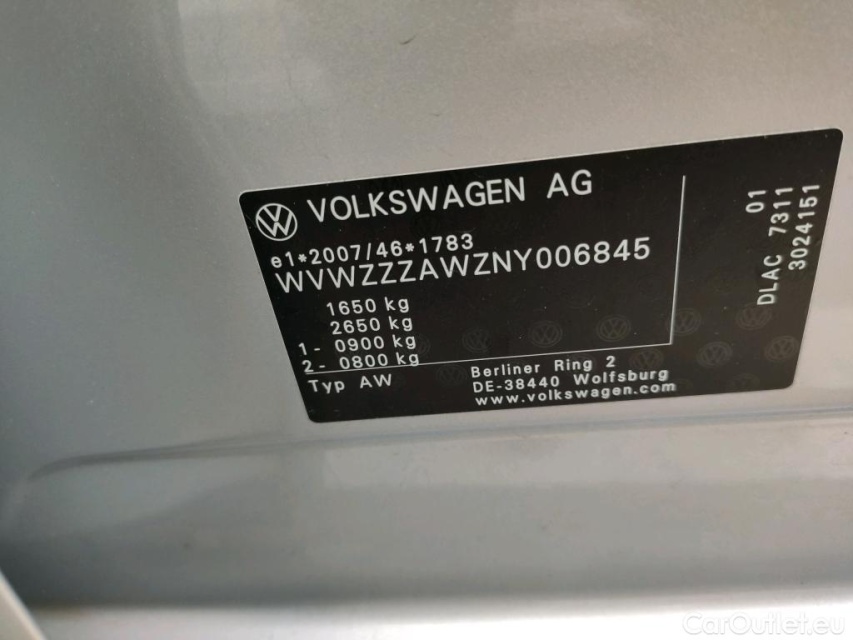 VOLKSWAGEN AG
e1*2007/46*1783
WVWZZZAWZNY006845
1650 kg
2650 kg
1- 0900 kg
2- 0800 kg
Typ AW
Berliner Ring 2
DE-38440 Wolfsburg
www.volkswagen.com
01
DLAC 7311
3024151
CarOutlet.eu